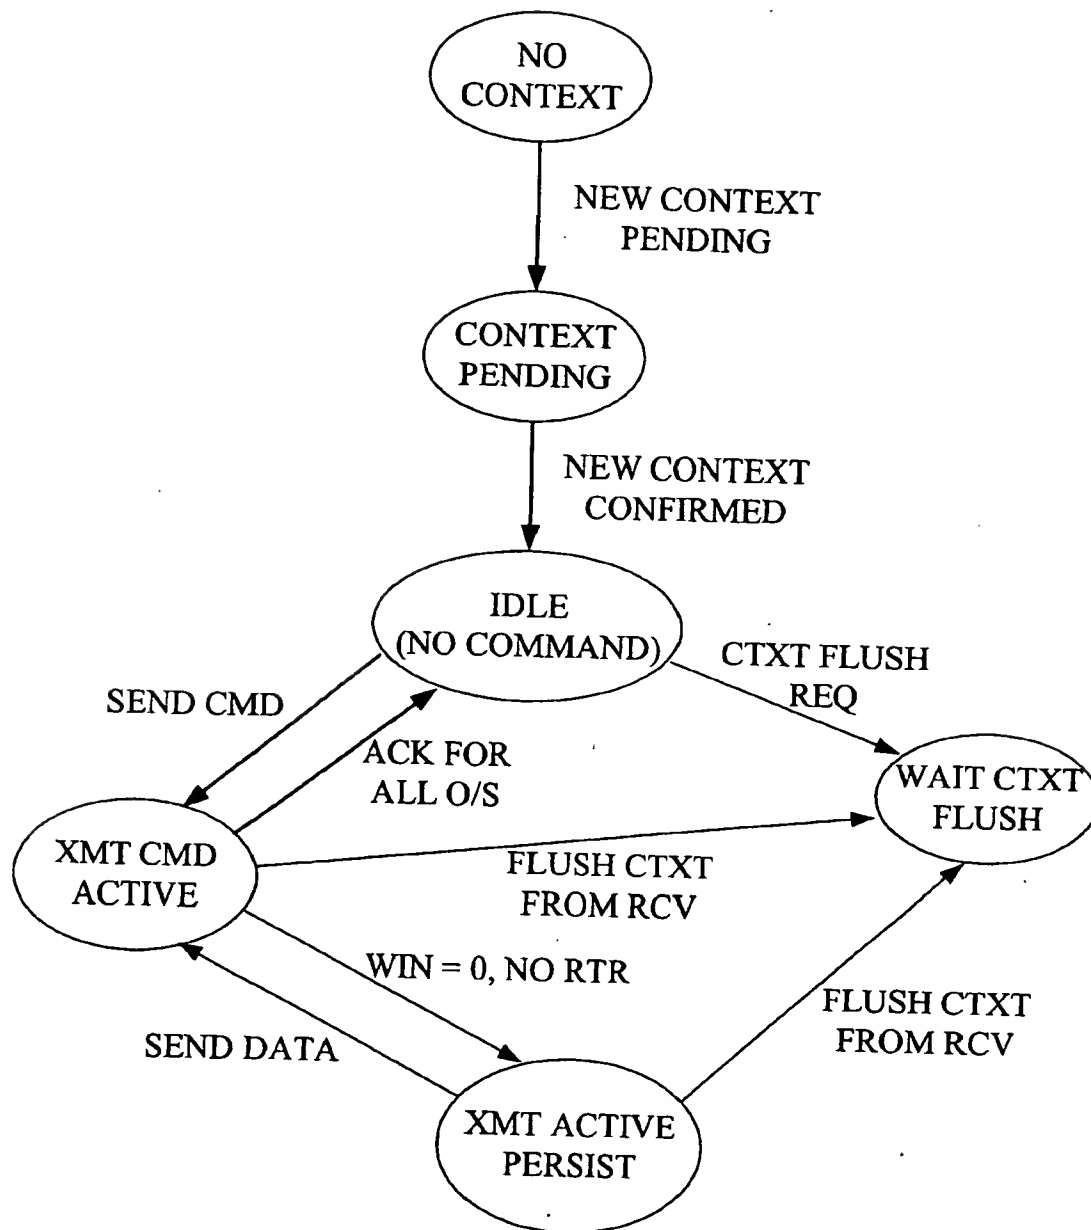 NO
CONTEXT
NEW CONTEXT
PENDING
CONTEXT
PENDING
NEW CONTEXT
CONFIRMED
IDLE
(NO COMMAND)
CTXT FLUSH
REQ
SEND CMD
ACK FOR
ALL O/S
WAIT CTXT
FLUSH
XMT CMD
ACTIVE
FLUSH CTXT
FROM RCV
WIN = 0, NO RTR
FLUSH CTXT
FROM RCV
SEND DATA
XMT ACTIVE
PERSIST